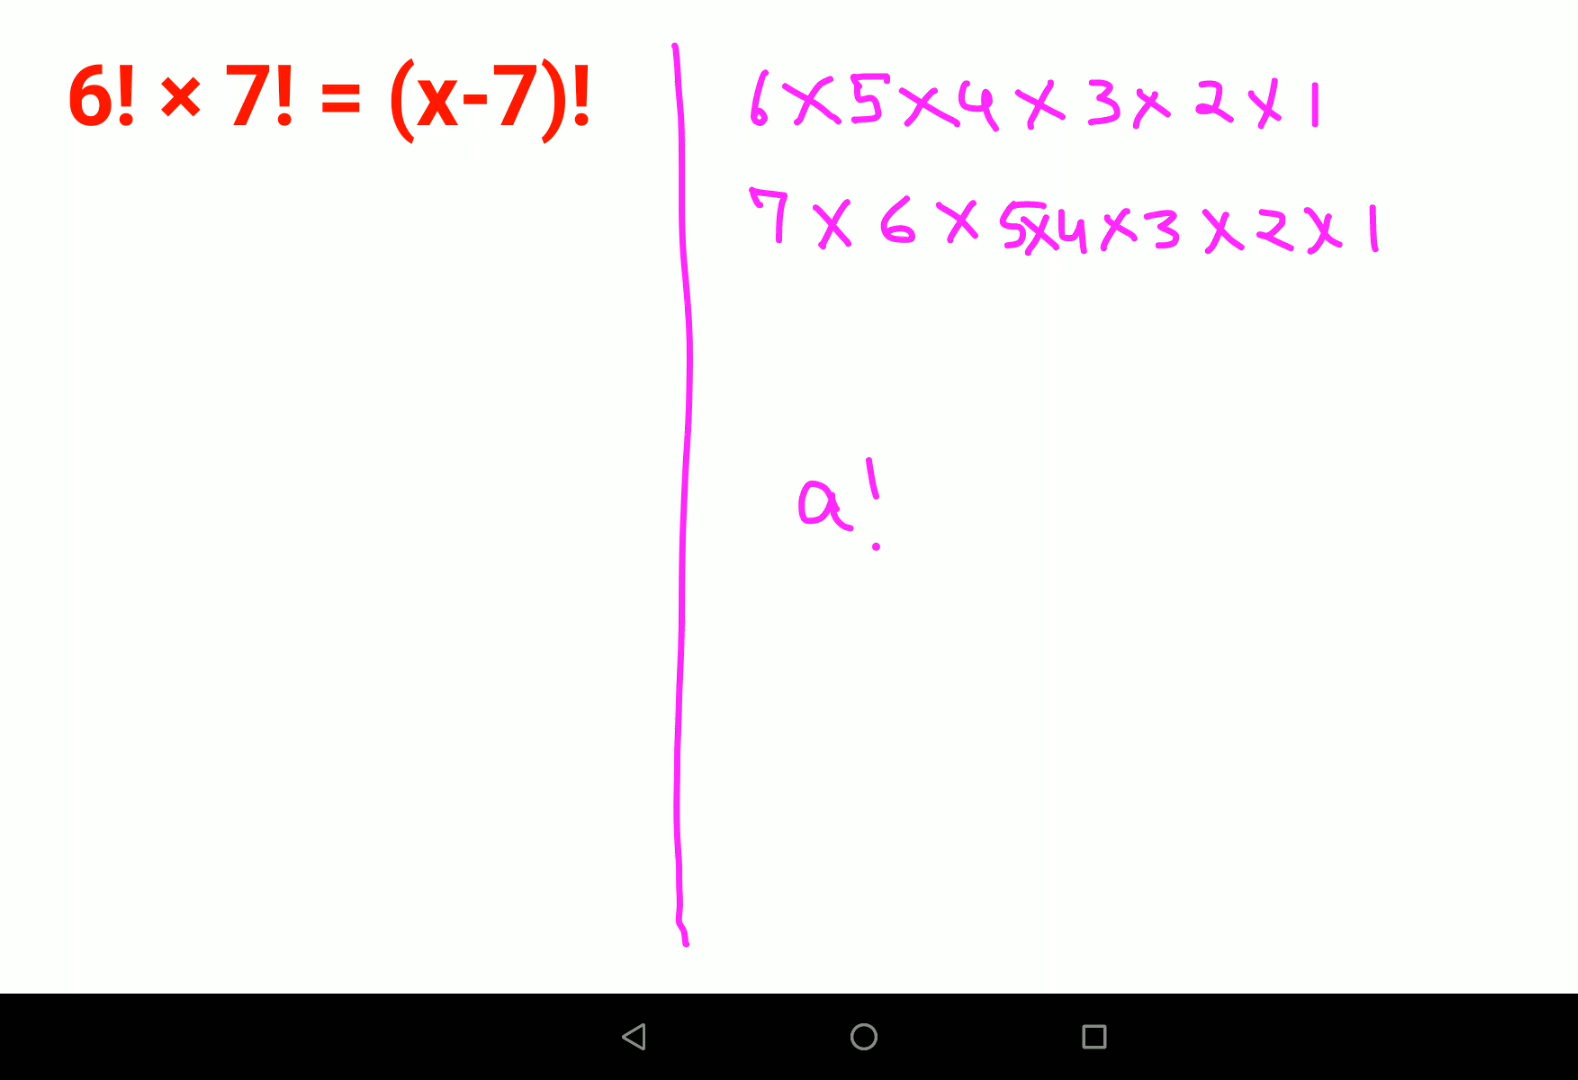 6! × 7! = (x-7)!
6 × 5 × 4 × 3 × 2 × 1
7 × 6 × 5 × 4 × 3 × 2 × 1
a!